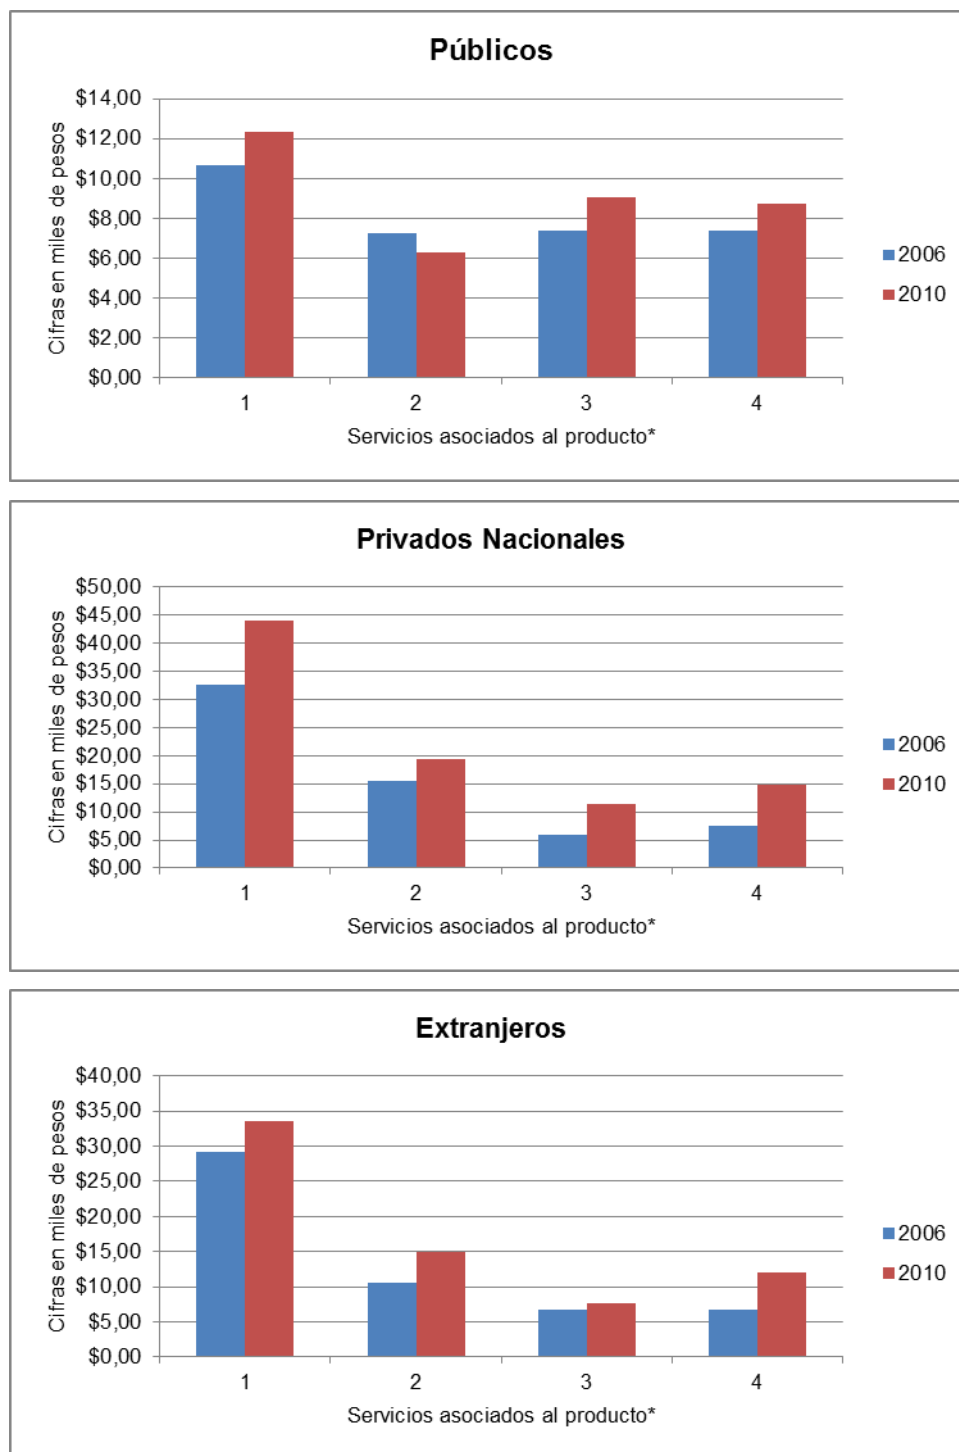 Públicos
Cifras en miles de pesos
$14,00
$12,00
$10,00
$8,00
$6,00
$4,00
$2,00
$0,00
1 2 3 4
Servicios asociados al producto*
2006
2010
Privados Nacionales
Cifras en miles de pesos
$50,00
$45,00
$40,00
$35,00
$30,00
$25,00
$20,00
$15,00
$10,00
$5,00
$0,00
1 2 3 4
Servicios asociados al producto*
2006
2010
Extranjeros
Cifras en miles de pesos
$40,00
$35,00
$30,00
$25,00
$20,00
$15,00
$10,00
$5,00
$0,00
1 2 3 4
Servicios asociados al producto*
2006
2010